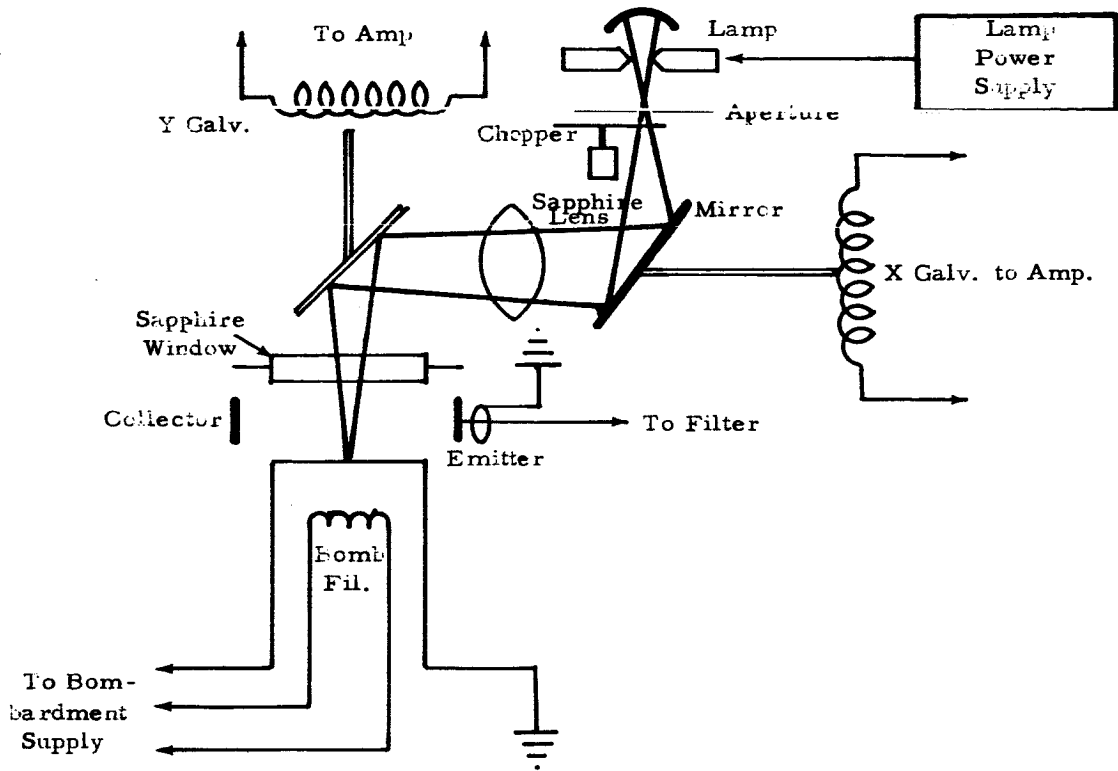 To Amp
Lamp
Lamp
Power
Supply
Y Galv.
Aperture
Chopper
Sapphire
Lens
Mirror
X Galv. to Amp.
Sapphire
Window
Collector
To Filter
Emitter
Bomb
Fil.
To Bom-
bardment
Supply